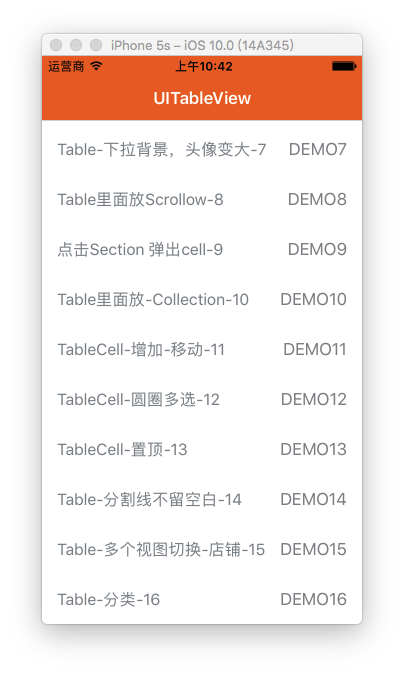 iPhone 5s – iOS 10.0 (14A345)
运营商 上午10:42
UITableView
Table-下拉背景，头像变大-7 DEMO7
Table里面放Scrollow-8 DEMO8
点击Section 弹出cell-9 DEMO9
Table里面放-Collection-10 DEMO10
TableCell-增加-移动-11 DEMO11
TableCell-圆圈多选-12 DEMO12
TableCell-置顶-13 DEMO13
Table-分割线不留空白-14 DEMO14
Table-多个视图切换-店铺-15 DEMO15
Table-分类-16 DEMO16